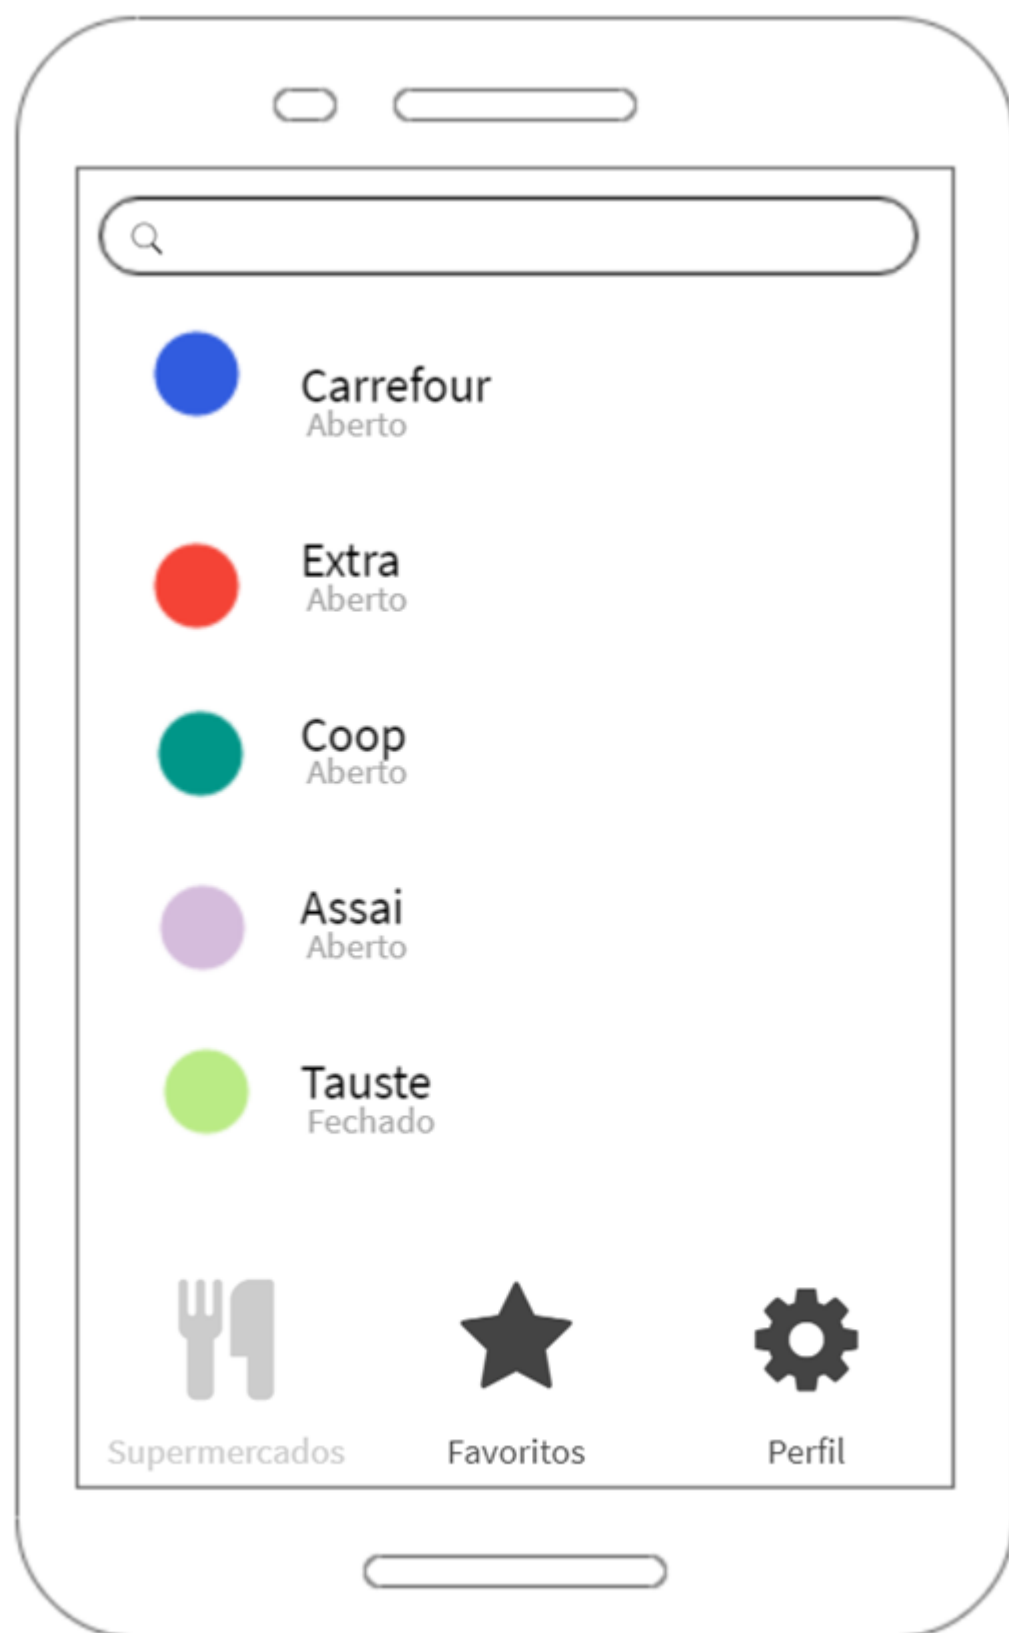 Carrefour
Aberto
Extra
Aberto
Coop
Aberto
Assai
Aberto
Tauste
Fechado
Supermercados
Favoritos
Perfil